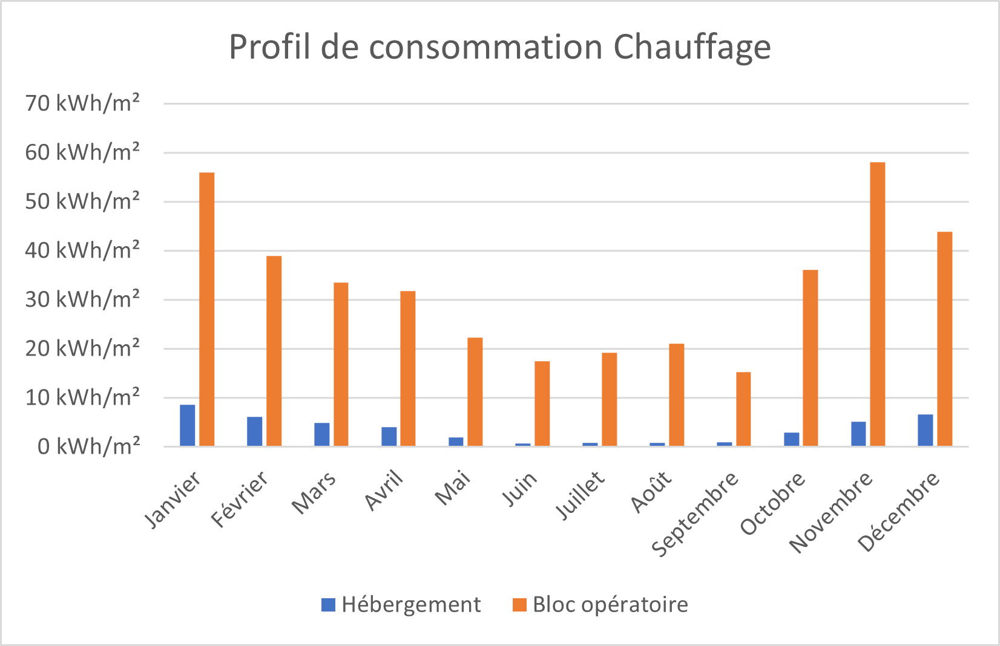 Profil de consommation Chauffage
70 kWh/m²
60 kWh/m²
50 kWh/m²
40 kWh/m²
30 kWh/m²
20 kWh/m²
10 kWh/m²
0 kWh/m²
Janvier
Février
Mars
Avril
Mai
Juin
Juillet
Août
Septembre
Octobre
Novembre
Décembre
Hébergement
Bloc opératoire